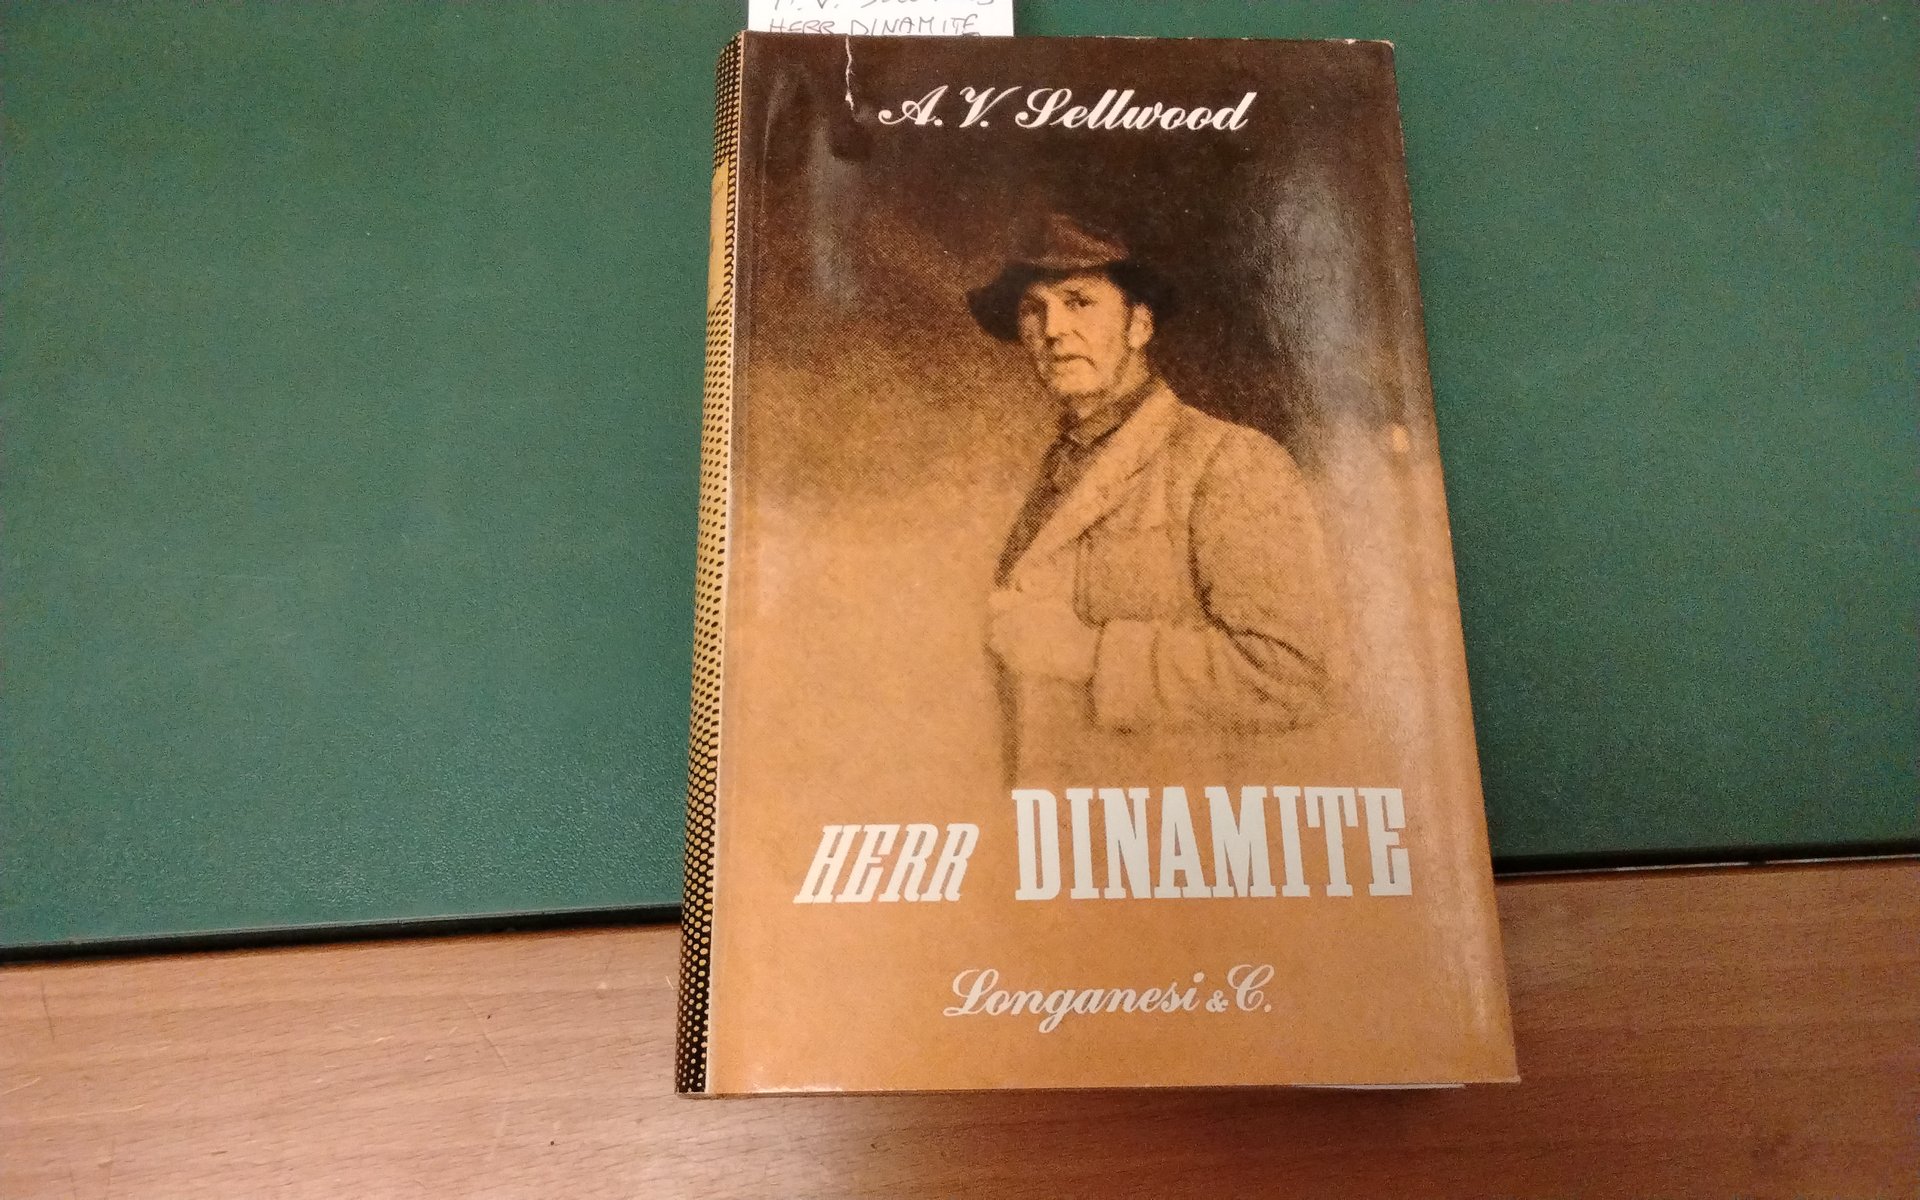 HERR DINAMITE
A. V. Sellwood
HERR DINAMITE
Longanesi & C.